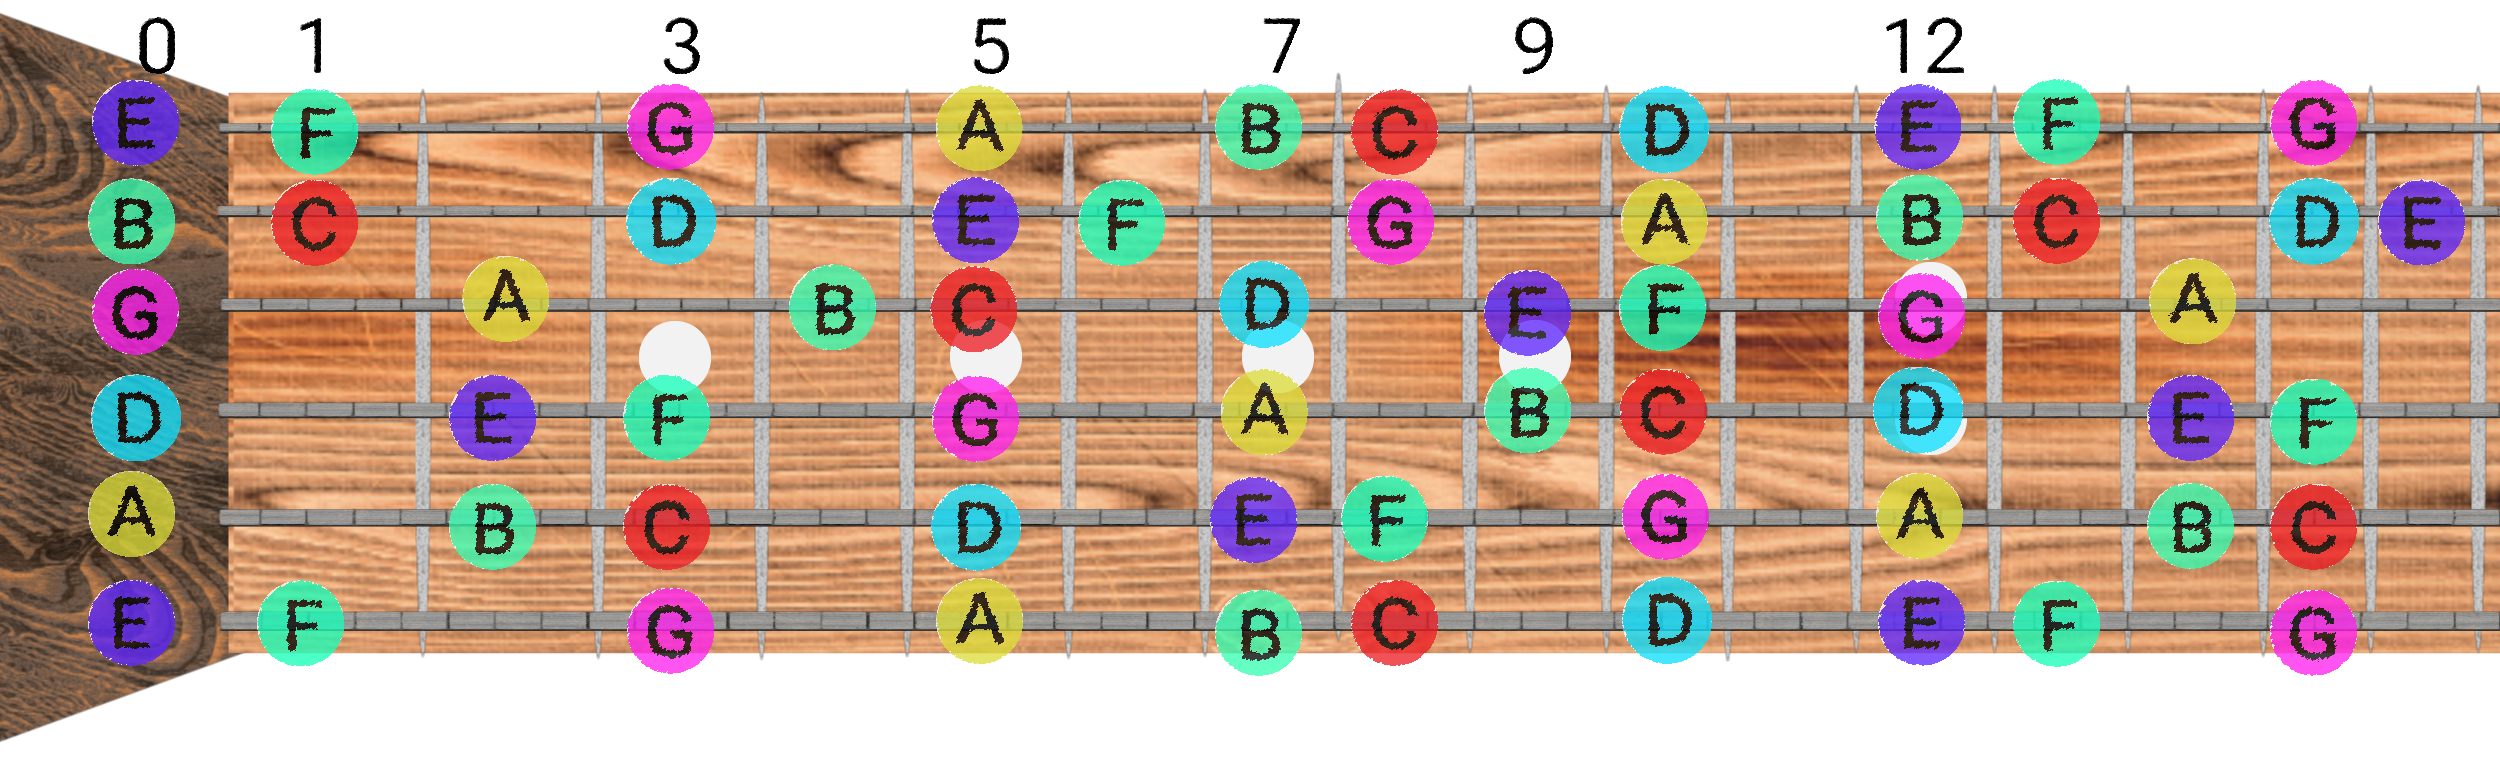 0 1 3 5 7 9 12
E F G A B C D E F G
B C D E F G A B C D E
G A B C D E F G A
D E F G A B C D E F
A B C D E F G A B C
E F G A B C D E F G